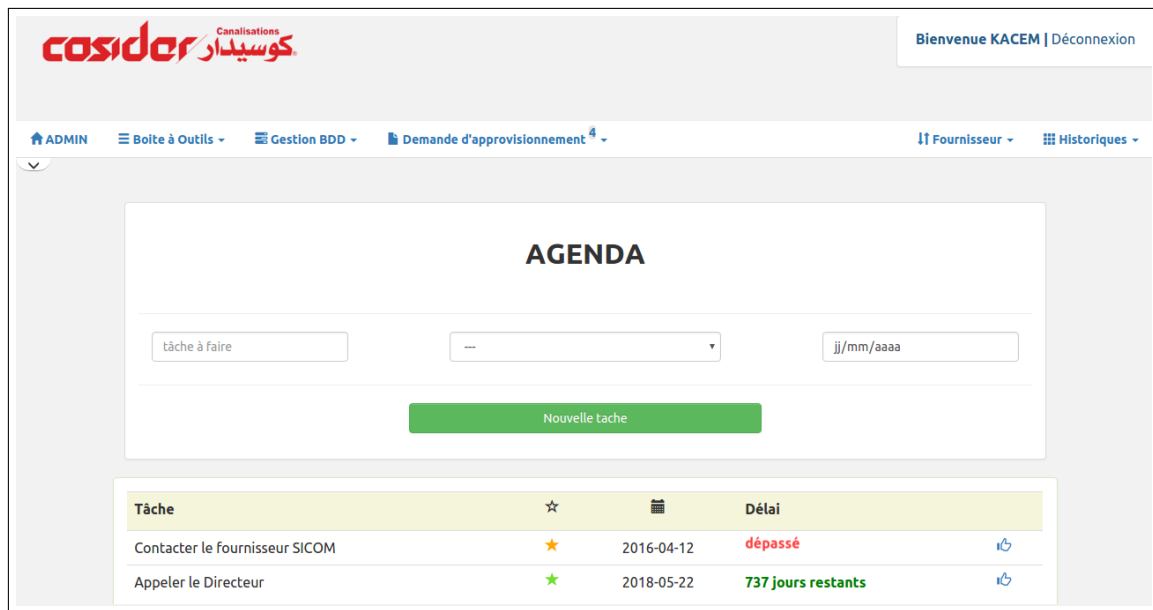 Canalisations
cosider كوسيدار
Bienvenue KACEM | Déconnexion
ADMIN Boite à Outils Gestion BDD Demande d'approvisionnement 4 Fournisseur Historiques
AGENDA
tâche à faire --- jj/mm/aaaa
Nouvelle tache
Tâche Délai
Contacter le fournisseur SICOM 2016-04-12 dépassé
Appeler le Directeur 2018-05-22 737 jours restants